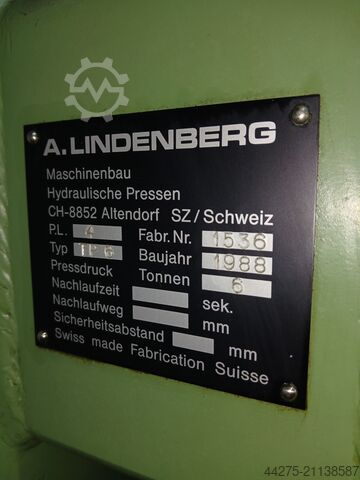 A.LINDENBERG
Maschinenbau
Hydraulische Pressen
CH-8852 Altendorf SZ/Schweiz
P.L. 4 Fabr. Nr. 1536
Typ TP 6 Baujahr 1988
Pressdruck Tonnen 6
Nachlaufzeit sek.
Nachlaufweg mm
Sicherheitsabstand mm
Swiss made Fabrication Suisse
44275-21138587